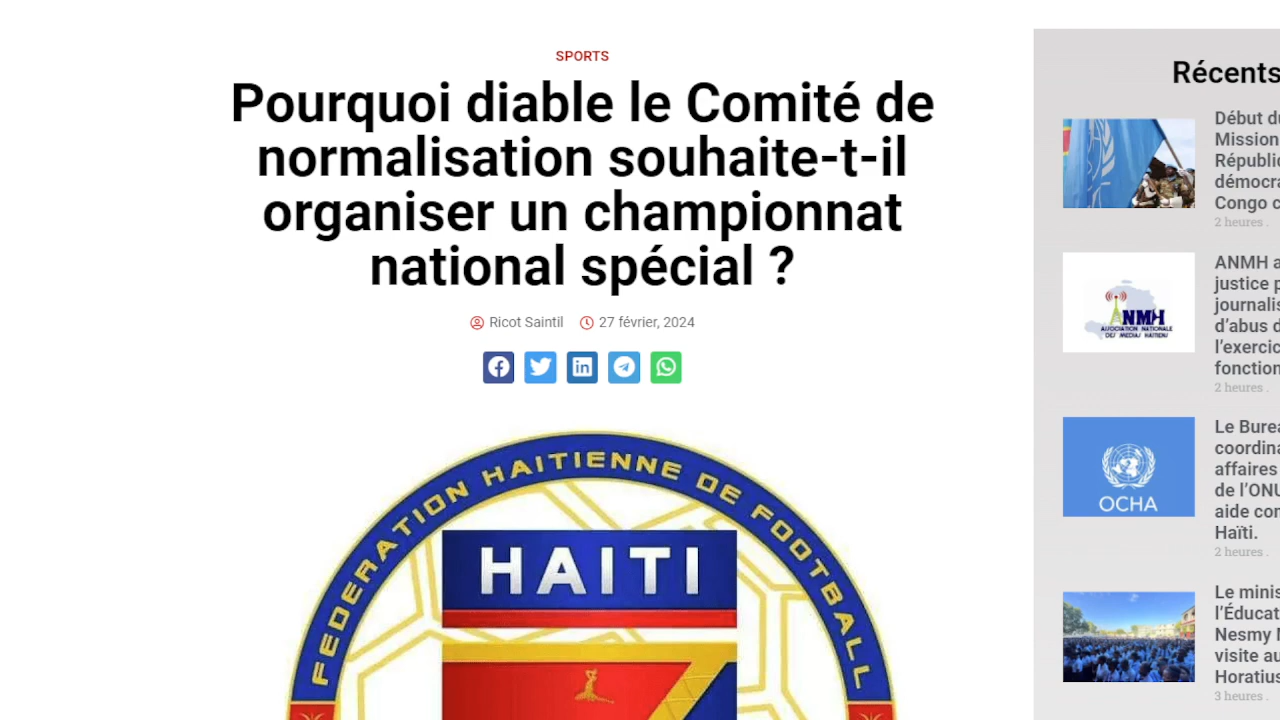 SPORTS
Pourquoi diable le Comité de
normalisation souhaite-t-il
organiser un championnat
national spécial ?
Ricot Saintil 27 février, 2024
FEDERATION HAITIENNE DE FOOTBALL
HAITI
Récents
Début du
Mission
Républi
démocra
Congo c
2 heures .
ANMH
ASSOCIATION NATIONALE
DES MEDIAS HAITIENS
ANMH a
justice p
journalis
d'abus d
l'exercic
fonction
2 heures .
OCHA
Le Burea
coordina
affaires
de l'ONU
aide con
Haïti.
2 heures .
Le minis
l'Éducat
Nesmy
visite au
Horatius
3 heures .